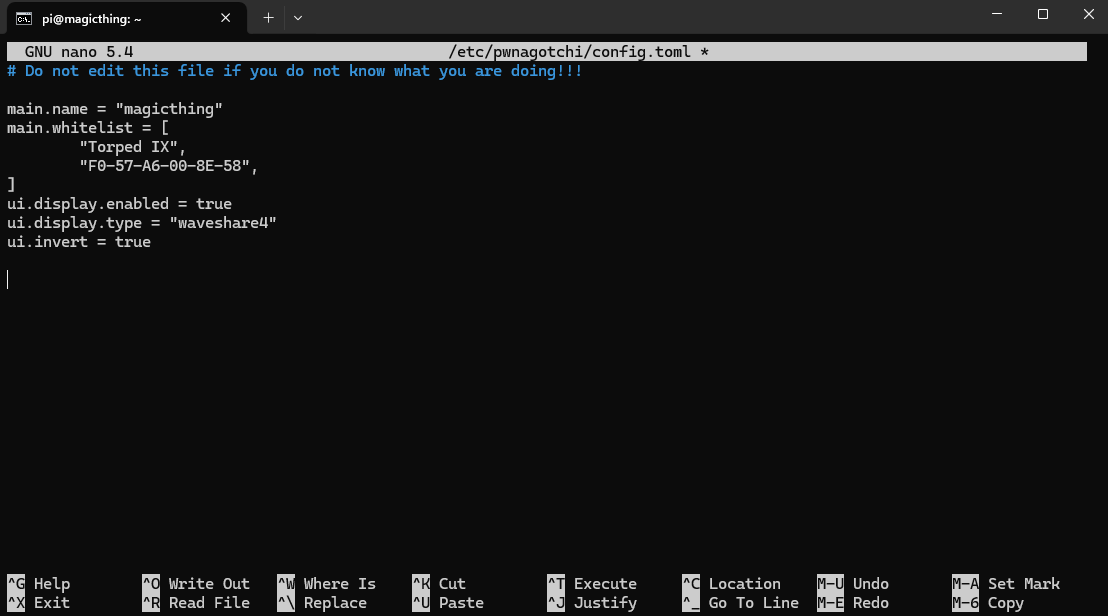 pi@magicthing: ~
GNU nano 5.4 /etc/pwnagotchi/config.toml *
# Do not edit this file if you do not know what you are doing!!!
main.name = "magicthing"
main.whitelist = [
"Torped IX",
"F0-57-A6-00-8E-58",
]
ui.display.enabled = true
ui.display.type = "waveshare4"
ui.invert = true
^G Help ^O Write Out ^W Where Is ^K Cut ^T Execute ^C Location M-U Undo M-A Set Mark
^X Exit ^R Read File ^\ Replace ^U Paste ^J Justify ^_ Go To Line M-E Redo M-6 Copy